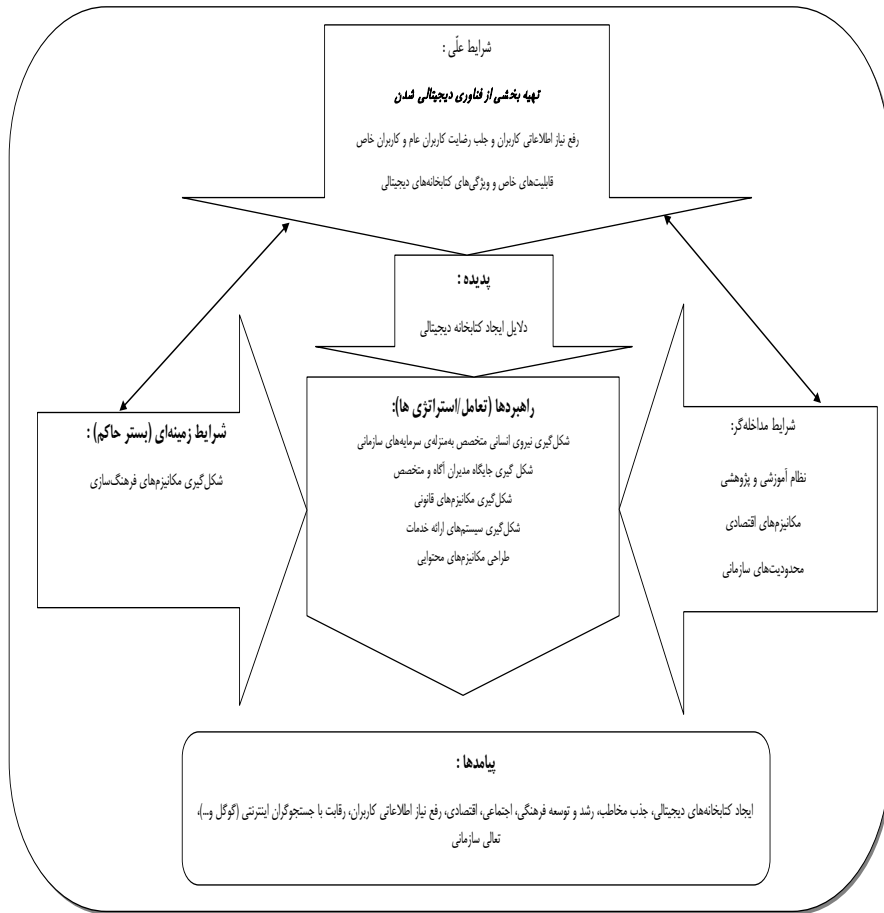 شرایط علّی :
تهیه بخشی از فناوری دیجیتالی شدن
رفع نیاز اطلاعاتی کاربران و جلب رضایت کاربران عام و کاربران خاص
قابلیت‌های خاص و ویژگی‌های کتابخانه‌های دیجیتالی
پدیده :
دلایل ایجاد کتابخانه دیجیتالی
شرایط مداخله‌گر:
نظام آموزشی و پژوهشی
مکانیزم‌های اقتصادی
محدودیت‌های سازمانی
راهبردها (تعامل/استراتژی ها):
شکل‌گیری نیروی انسانی متخصص به‌منزله‌ی سرمایه‌های سازمانی
شکل گیری جایگاه مدیران آگاه و متخصص
شکل‌گیری مکانیزم‌های قانونی
شکل‌گیری سیستم‌های ارائه خدمات
طراحی مکانیزم‌های محتوایی
شرایط زمینه‌ای (بستر حاکم) :
شکل‌گیری مکانیزم‌های فرهنگ‌سازی
پیامدها :
ایجاد کتابخانه‌های دیجیتالی، جذب مخاطب، رشد و توسعه فرهنگی، اجتماعی، اقتصادی، رفع نیاز اطلاعاتی کاربران، رقابت با جستجوگران اینترنتی (گوگل و...)،
تعالی سازمانی